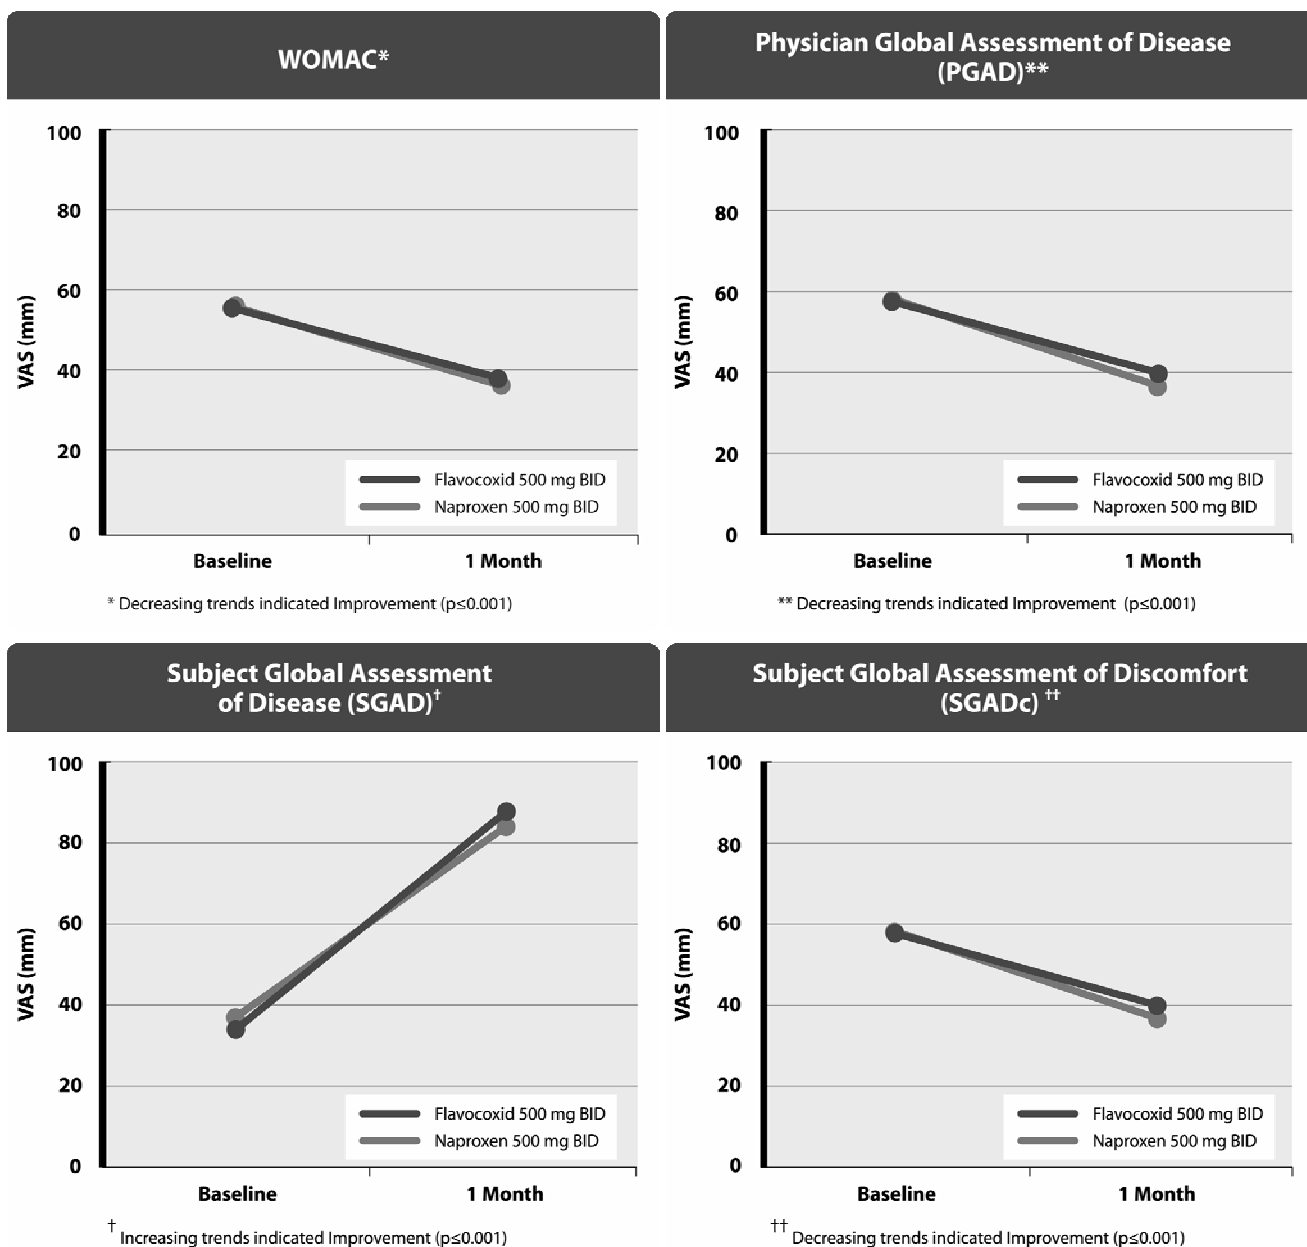 WOMAC*
100
80
60
40
20
0
VAS (mm)
Flavocoxid 500 mg BID
Naproxen 500 mg BID
Baseline
1 Month
* Decreasing trends indicated Improvement (p≤0.001)
Physician Global Assessment of Disease
(PGAD)**
100
80
60
40
20
0
VAS (mm)
Flavocoxid 500 mg BID
Naproxen 500 mg BID
Baseline
1 Month
** Decreasing trends indicated Improvement (p≤0.001)
Subject Global Assessment
of Disease (SGAD)†
100
80
60
40
20
0
VAS (mm)
Flavocoxid 500 mg BID
Naproxen 500 mg BID
Baseline
1 Month
† Increasing trends indicated Improvement (p≤0.001)
Subject Global Assessment of Discomfort
(SGADc) ††
100
80
60
40
20
0
VAS (mm)
Flavocoxid 500 mg BID
Naproxen 500 mg BID
Baseline
1 Month
†† Decreasing trends indicated Improvement (p≤0.001)